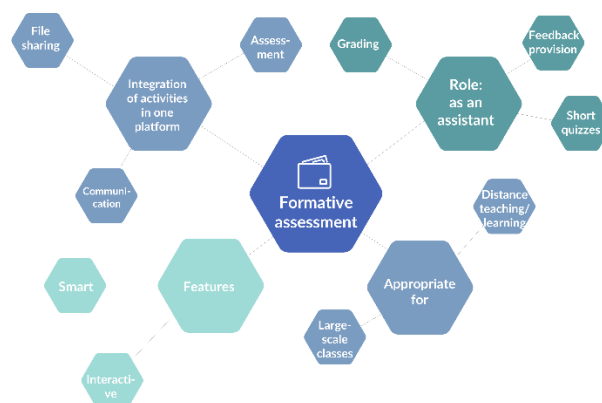 File
sharing
Assess-
ment
Integration
of activities
in one
platform
Communi-
cation
Grading
Feedback
provision
Role:
as an
assistant
Short
quizzes
Formative
assessment
Distance
teaching/
learning
Appropriate
for
Large-
scale
classes
Features
Smart
Interacti-
ve